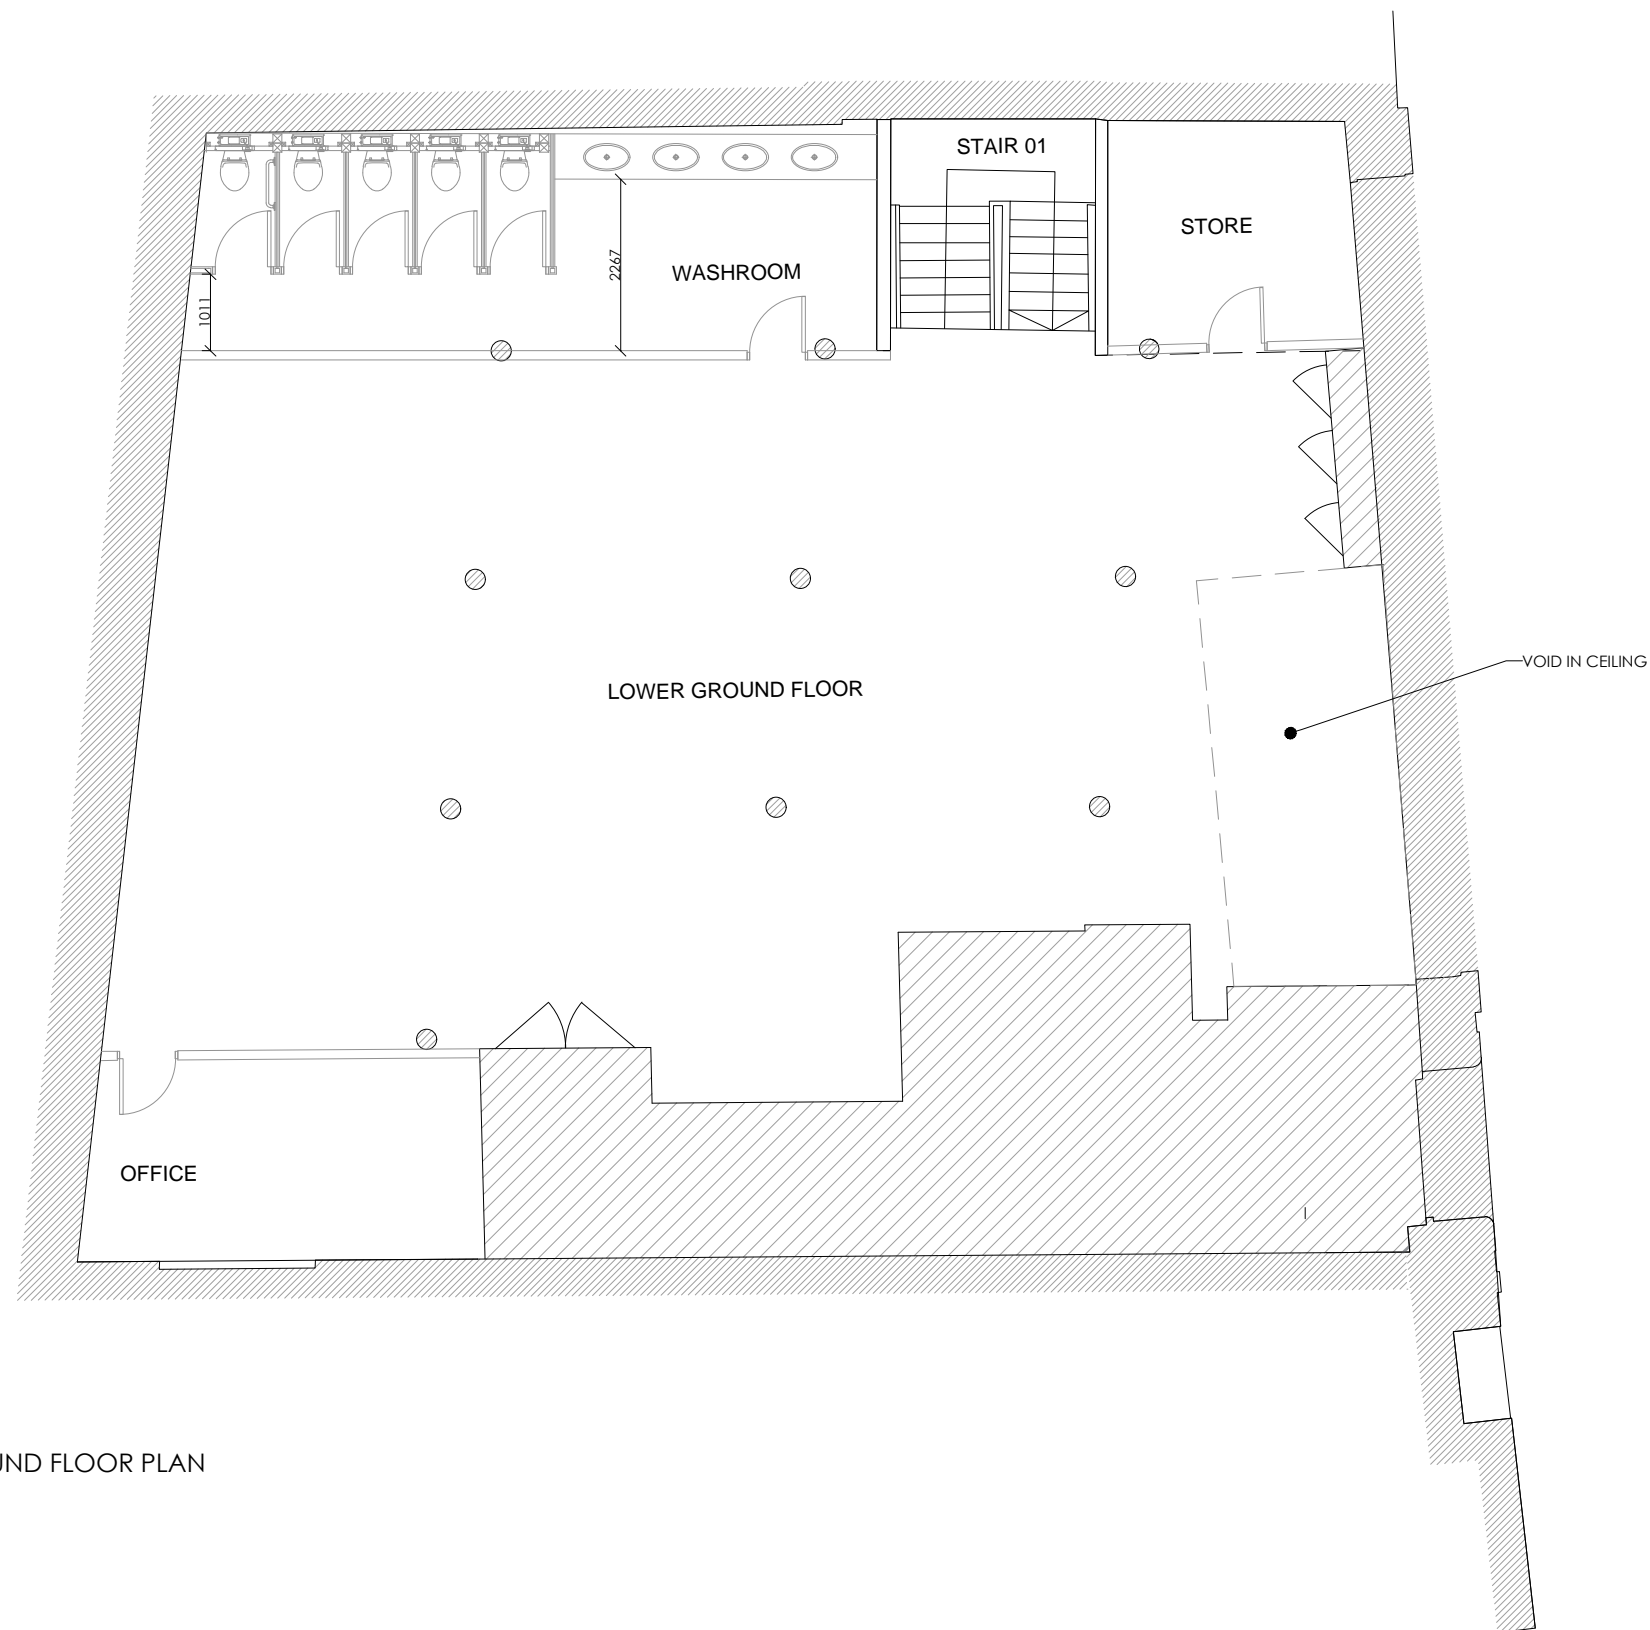 STAIR 01
STORE
2267
WASHROOM
1011
VOID IN CEILING
LOWER GROUND FLOOR
OFFICE
UND FLOOR PLAN